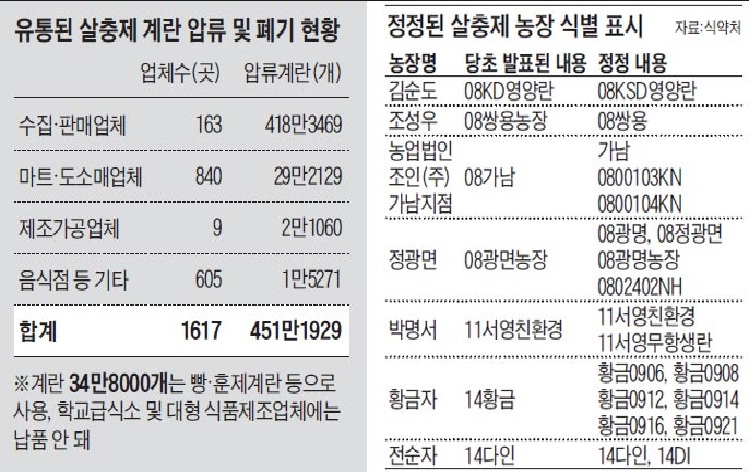 유통된 살충제 계란 압류 및 폐기 현황
업체수(곳) 압류계란(개)
수집·판매업체 163 418만3469
마트·도소매업체 840 29만2129
제조가공업체 9 2만1060
음식점 등 기타 605 1만5271
합계 1617 451만1929
※계란 34만8000개는 빵·훈제계란 등으로
사용, 학교급식소 및 대형 식품제조업체에는
납품 안 돼
정정된 살충제 농장 식별 표시 자료:식약처
농장명 당초 발표된 내용 정정 내용
김순도 08KD영양란 08KSD영양란
조성우 08쌍용농장 08쌍용
농업법인 가남
조인(주) 08가남 0800103KN
가남지점 0800104KN
08광명, 08정광면
정광면 08광면농장 08광명농장
0802402NH
박명서 11서영친환경 11서영친환경
11서영무항생란
황금0906, 황금0908
황금자 14황금 황금0912, 황금0914
황금0916, 황금0921
전순자 14다인 14다인, 14DI